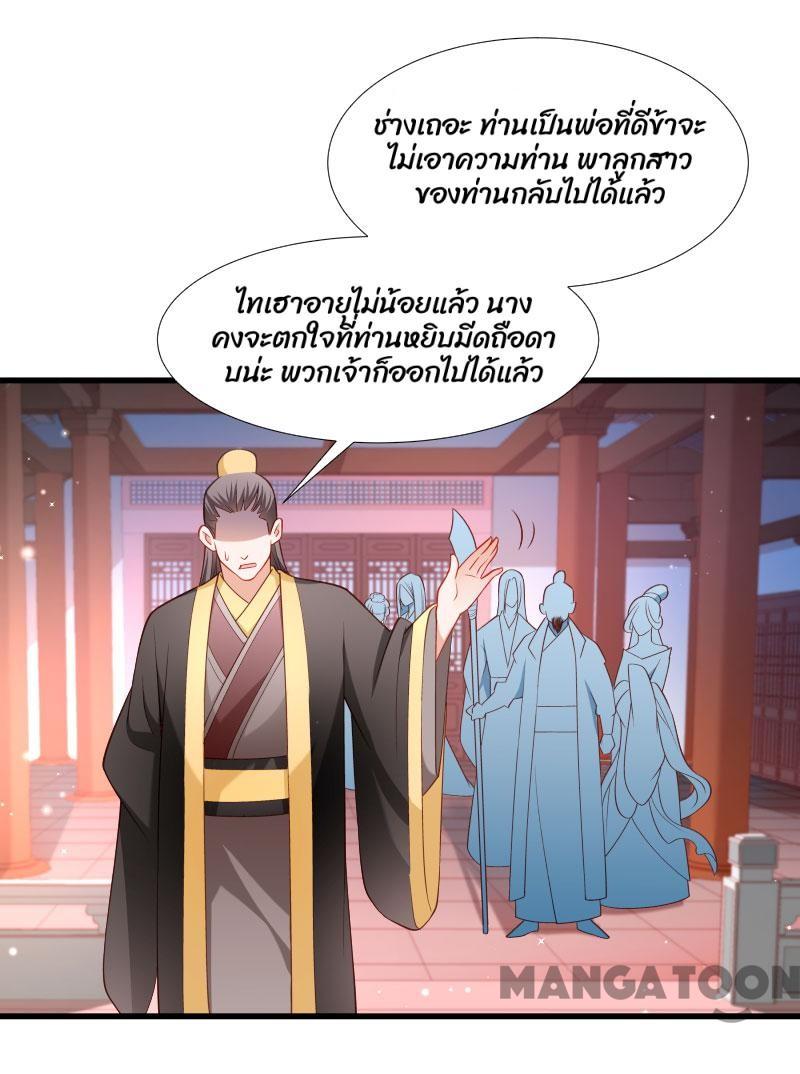 ช่างเถอะ ท่านเป็นพ่อที่ดีข้าจะ
ไม่เอาความท่าน พาลูกสาว
ของท่านกลับไปได้แล้ว
ไทเฮาอายุไม่น้อยแล้ว นาง
คงจะตกใจที่ท่านหยิบมีดถือดา
บน่ะ พวกเจ้าก็ออกไปได้แล้ว
MANGATOON